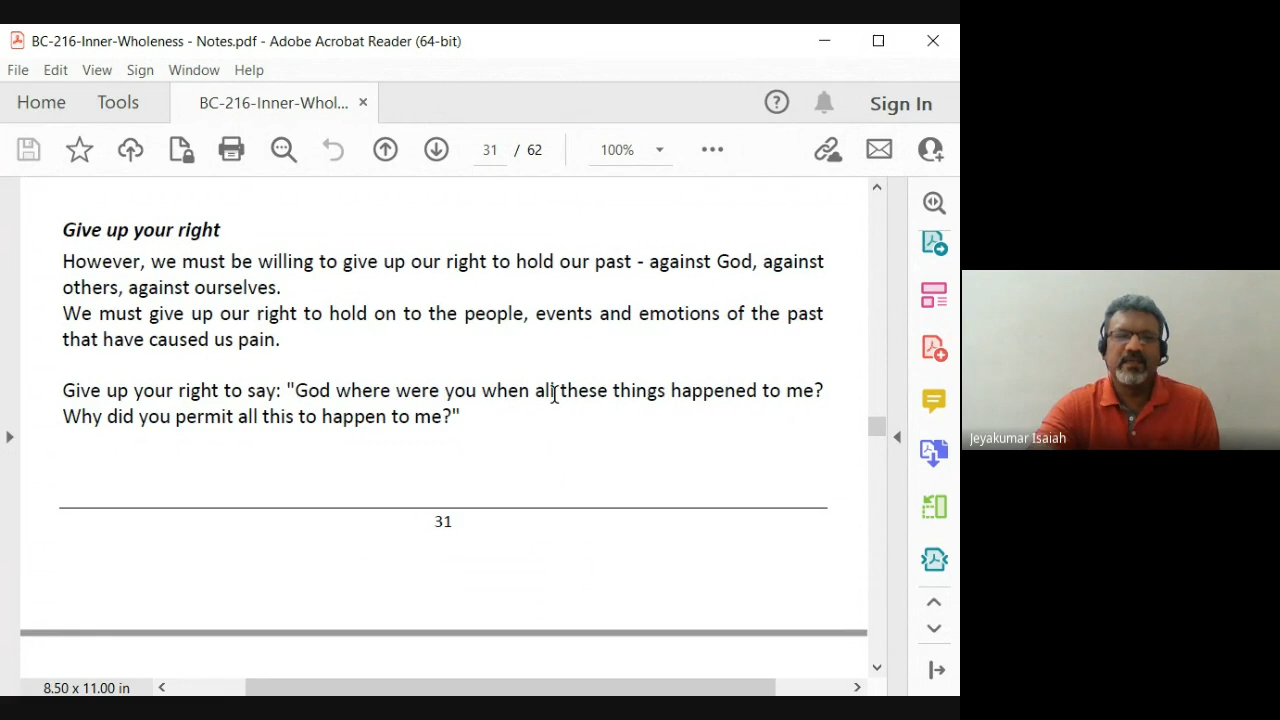 BC-216-Inner-Wholeness - Notes.pdf - Adobe Acrobat Reader (64-bit)
File Edit View Sign Window Help
Home Tools BC-216-Inner-Whol... × Sign In
31 / 62 100%
Give up your right
However, we must be willing to give up our right to hold our past - against God, against
others, against ourselves.
We must give up our right to hold on to the people, events and emotions of the past
that have caused us pain.
Give up your right to say: "God where were you when all these things happened to me?
Why did you permit all this to happen to me?"
31
8.50 x 11.00 in
Jeyakumar Isaiah